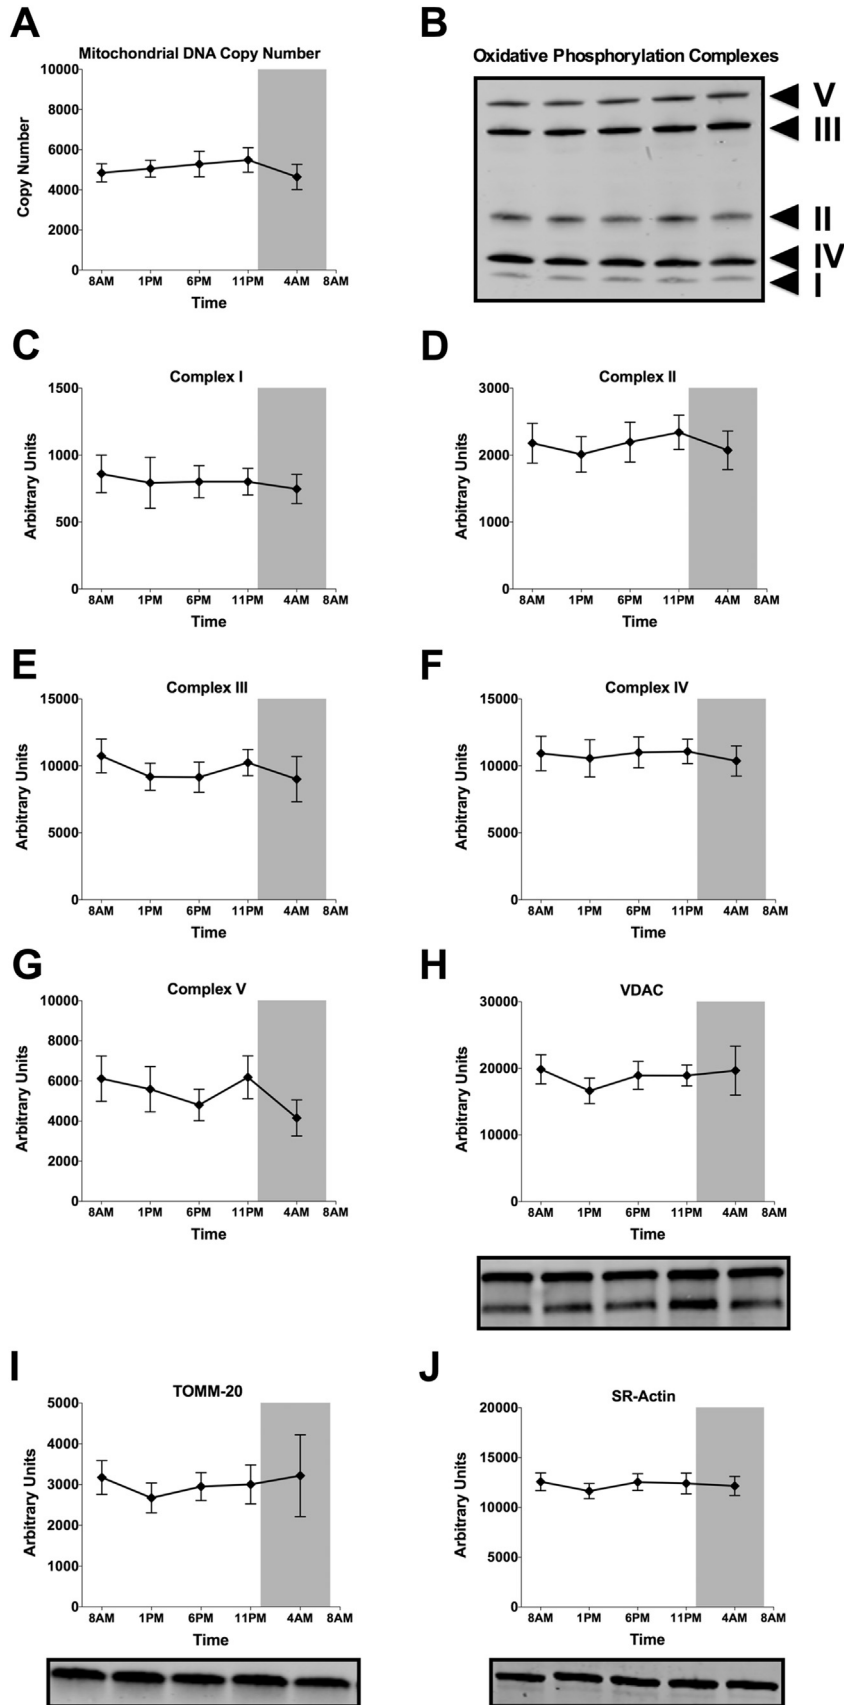 A
Mitochondrial DNA Copy Number
10000
8000
6000
4000
2000
0
Copy Number
8AM 1PM 6PM 11PM 4AM 8AM
Time
B
Oxidative Phosphorylation Complexes
V
III
II
IV
I
C
Complex I
1500
1000
500
0
Arbitrary Units
8AM 1PM 6PM 11PM 4AM 8AM
Time
D
Complex II
3000
2000
1000
0
Arbitrary Units
8AM 1PM 6PM 11PM 4AM 8AM
Time
E
Complex III
15000
10000
5000
0
Arbitrary Units
8AM 1PM 6PM 11PM 4AM 8AM
Time
F
Complex IV
15000
10000
5000
0
Arbitrary Units
8AM 1PM 6PM 11PM 4AM 8AM
Time
G
Complex V
10000
8000
6000
4000
2000
0
Arbitrary Units
8AM 1PM 6PM 11PM 4AM 8AM
Time
H
VDAC
30000
20000
10000
0
Arbitrary Units
8AM 1PM 6PM 11PM 4AM 8AM
Time
I
TOMM-20
5000
4000
3000
2000
1000
0
Arbitrary Units
8AM 1PM 6PM 11PM 4AM 8AM
Time
J
SR-Actin
20000
15000
10000
5000
0
Arbitrary Units
8AM 1PM 6PM 11PM 4AM 8AM
Time